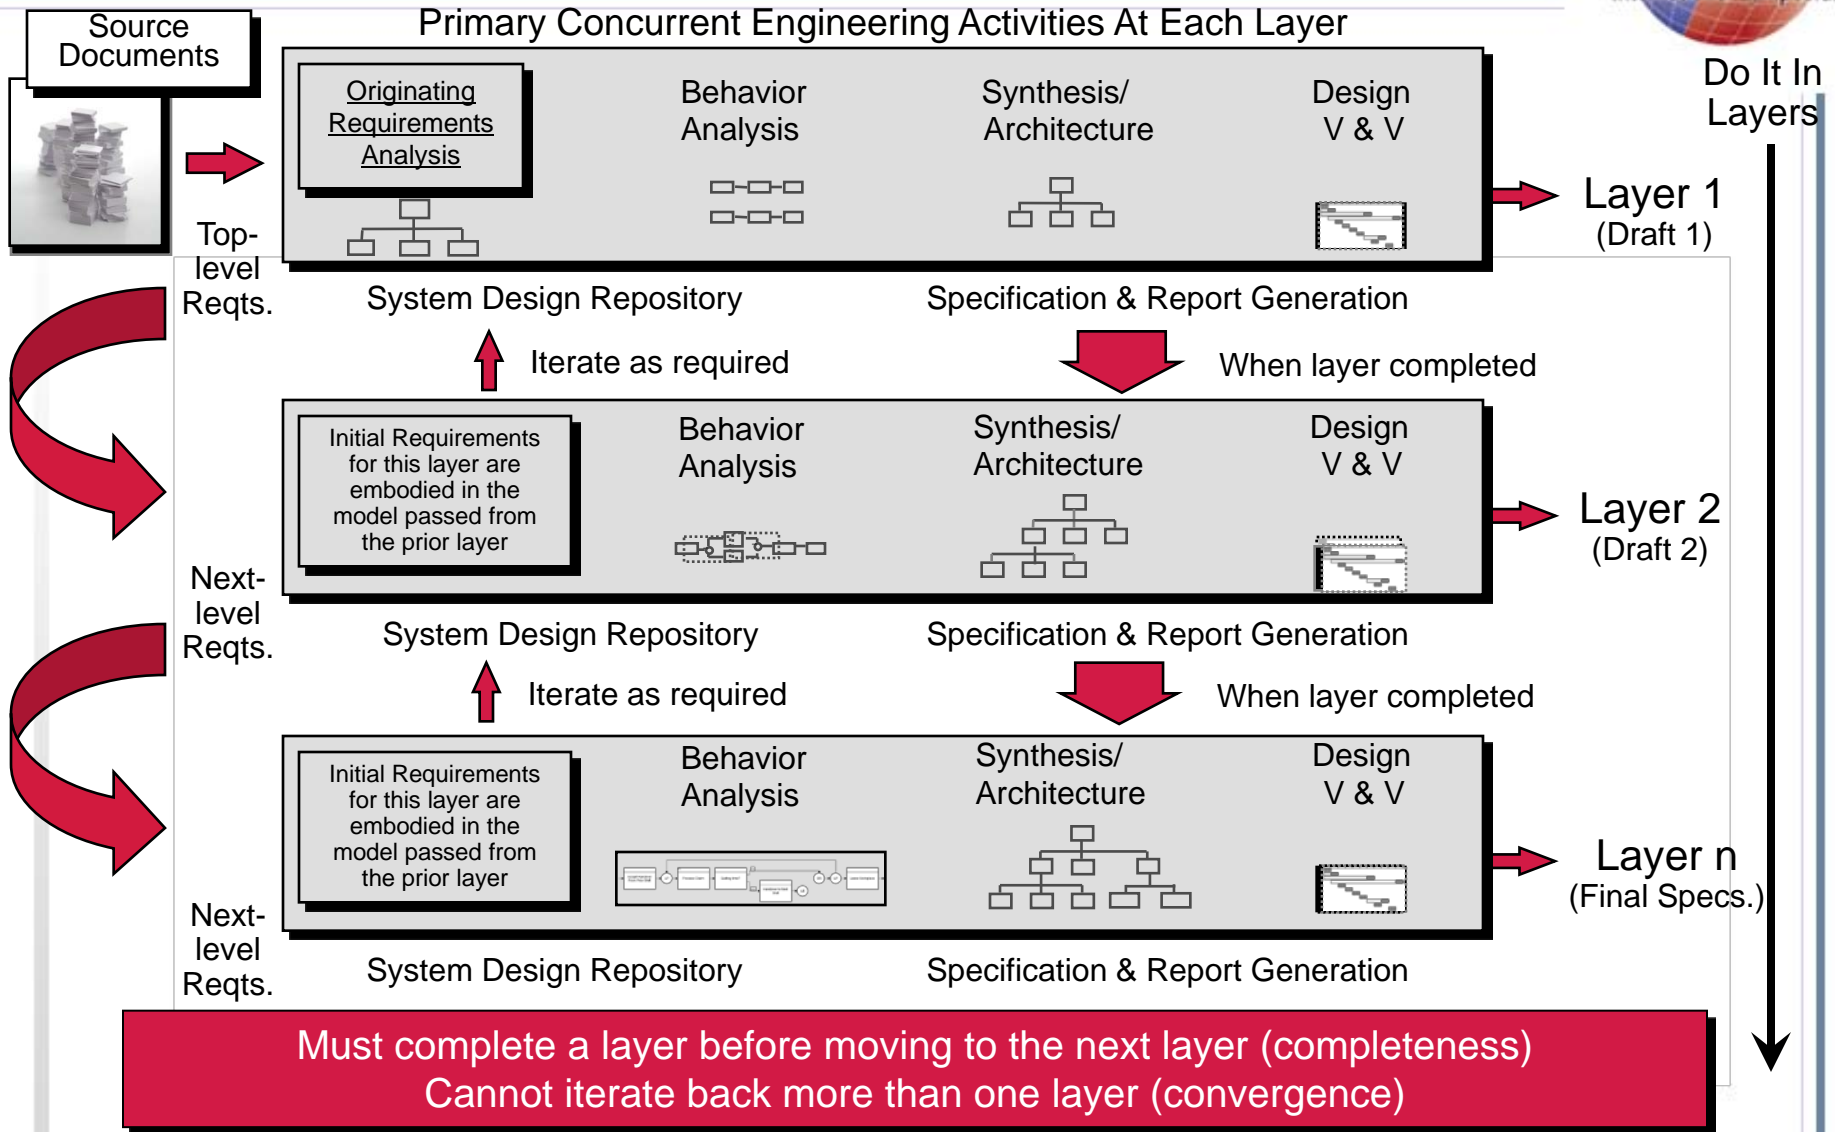 Primary Concurrent Engineering Activities At Each Layer
Source
Documents
Do It In
Layers
Originating
Requirements
Analysis
Behavior
Analysis
Synthesis/
Architecture
Design
V & V
Layer 1
(Draft 1)
Top-
level
Reqts.
System Design Repository
Specification & Report Generation
Iterate as required
When layer completed
Initial Requirements
for this layer are
embodied in the
model passed from
the prior layer
Behavior
Analysis
Synthesis/
Architecture
Design
V & V
Layer 2
(Draft 2)
Next-
level
Reqts.
System Design Repository
Specification & Report Generation
Iterate as required
When layer completed
Initial Requirements
for this layer are
embodied in the
model passed from
the prior layer
Behavior
Analysis
Synthesis/
Architecture
Design
V & V
Layer n
(Final Specs.)
Next-
level
Reqts.
System Design Repository
Specification & Report Generation
Must complete a layer before moving to the next layer (completeness)
Cannot iterate back more than one layer (convergence)